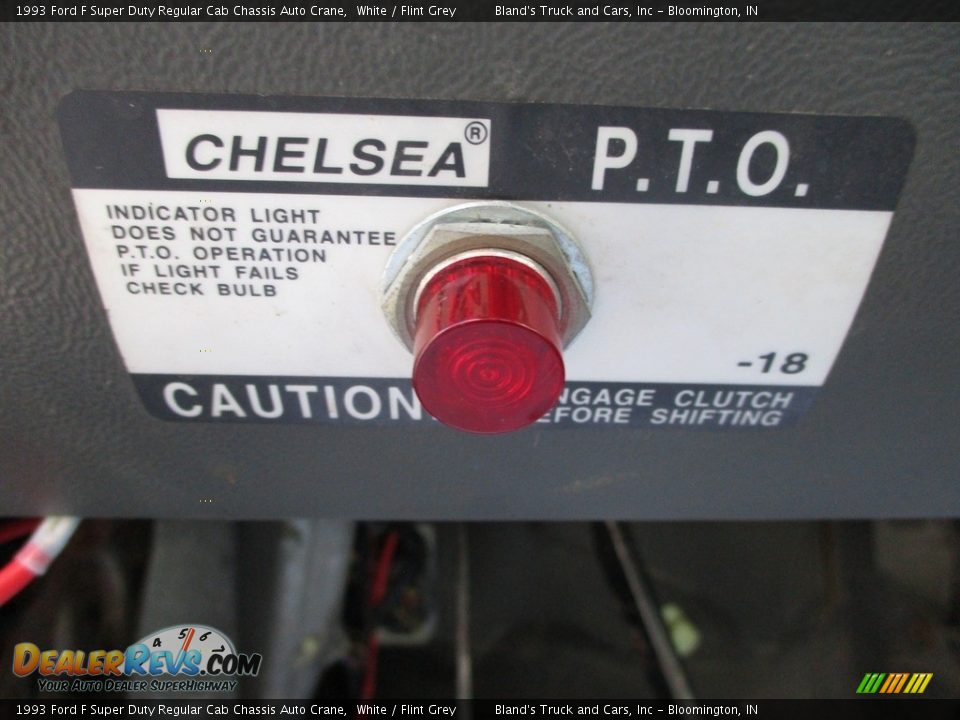 1993 Ford F Super Duty Regular Cab Chassis Auto Crane, White / Flint Grey Bland's Truck and Cars, Inc - Bloomington, IN
CHELSEA® P.T.O.
INDICATOR LIGHT
DOES NOT GUARANTEE
P.T.O. OPERATION
IF LIGHT FAILS
CHECK BULB
-18
CAUTION
CLUTCH
SHIFTING
4 5 6
DEALERREVS.COM
YOUR AUTO DEALER SUPERHIGHWAY
1993 Ford F Super Duty Regular Cab Chassis Auto Crane, White / Flint Grey Bland's Truck and Cars, Inc - Bloomington, IN